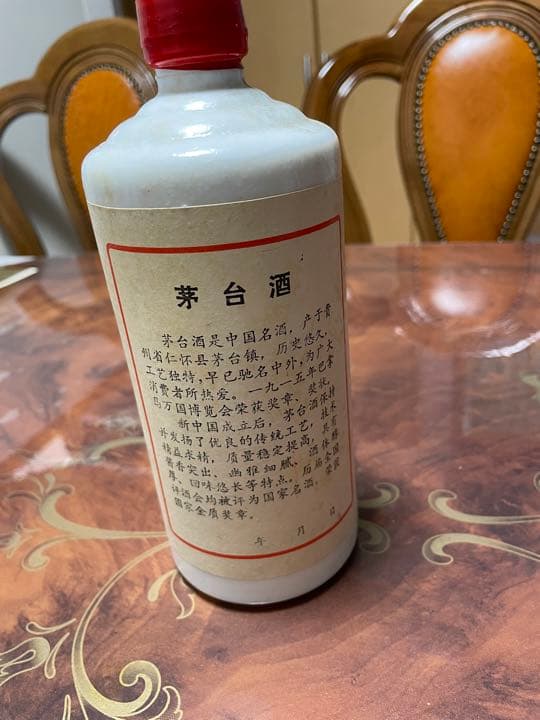 茅台酒
茅台酒是中国名酒，产于贵
州省仁怀县茅台镇，历史悠久，
工艺独特，早已驰名中外，为广大
消费者所热爱。一九一五年巴拿
马万国博览会荣获奖章、奖状。
新中国成立后，茅台酒保持
并发扬了优良的传统工艺，技术
精益求精，质量稳定提高，具有
酱香突出、幽雅细腻、酒体醇
厚、回味悠长等特点。历届全国
评酒会均被评为国家名酒，荣获
国家金质奖章。
年 月 日